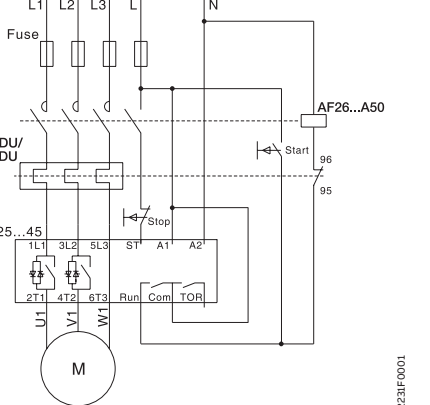 L1 L2 L3 L N
Fuse
AF26...A50
DU/
DU
Start
96
95
Stop
25...45
1L1 3L2 5L3 ST A1 A2
2T1 4T2 6T3 Run Com TOR
U1 V1 W1
M
2231F0001